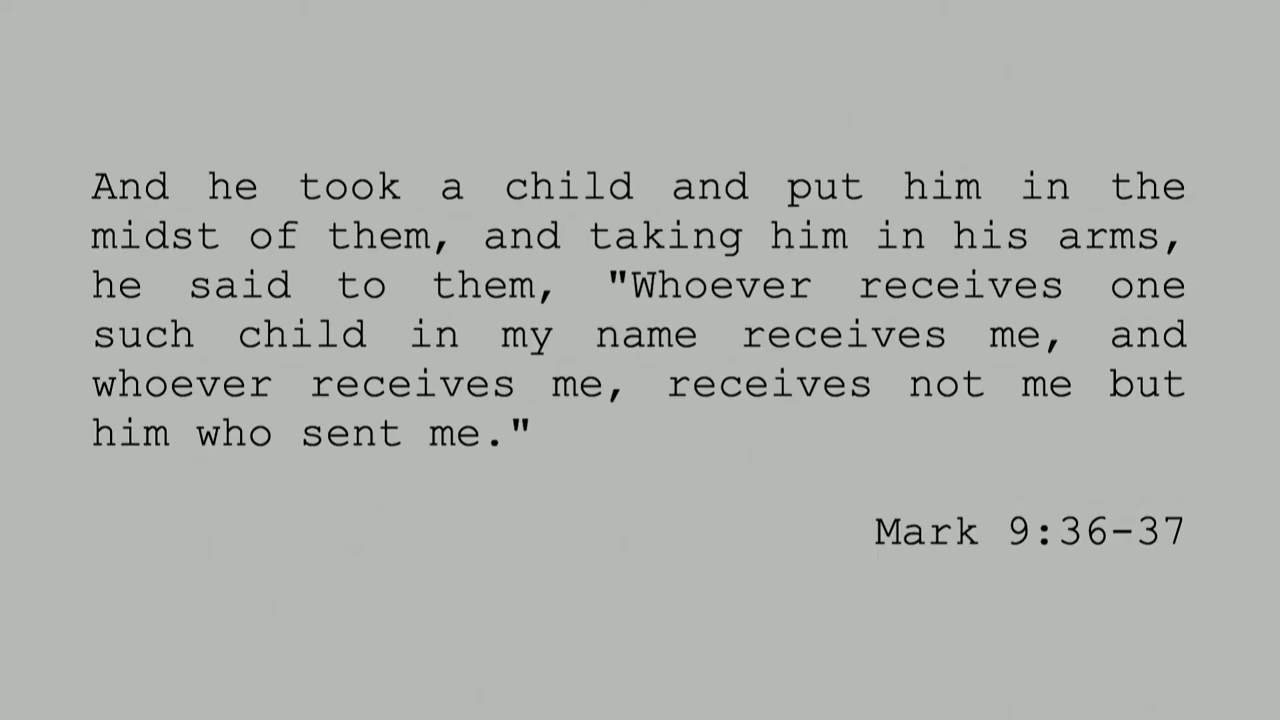 And he took a child and put him in the
midst of them, and taking him in his arms,
he said to them, "Whoever receives one
such child in my name receives me, and
whoever receives me, receives not me but
him who sent me."
Mark 9:36-37